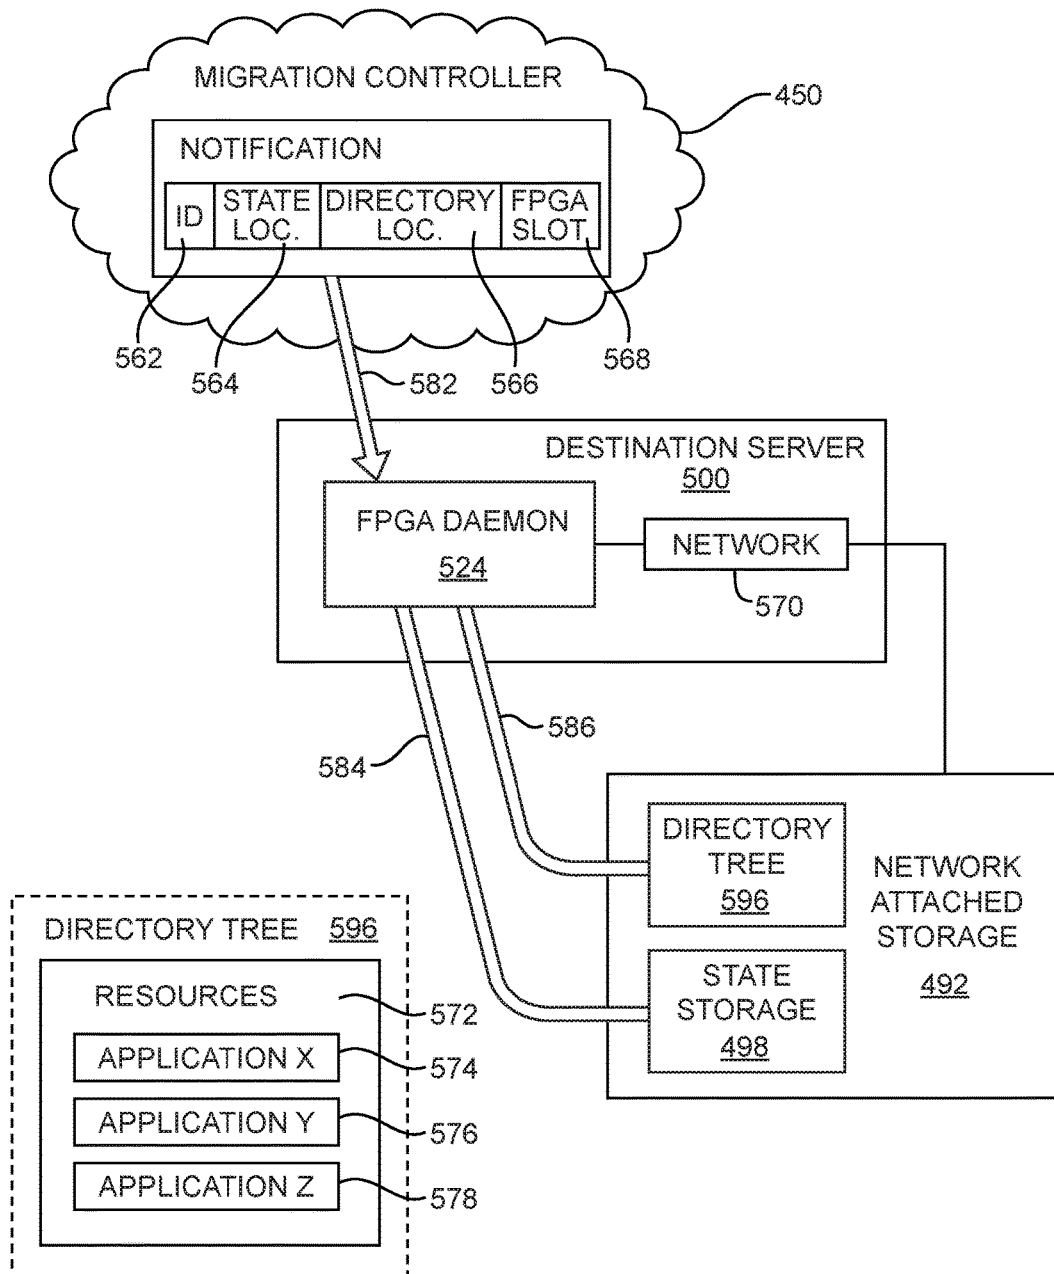 MIGRATION CONTROLLER
450
NOTIFICATION
ID
STATE
LOC.
DIRECTORY
LOC.
FPGA
SLOT
562
564
582
566
568
DESTINATION SERVER
500
FPGA DAEMON
524
NETWORK
570
584
586
DIRECTORY
TREE
596
STATE
STORAGE
498
NETWORK
ATTACHED
STORAGE
492
DIRECTORY TREE 596
RESOURCES
572
APPLICATION X
574
APPLICATION Y
576
APPLICATION Z
578